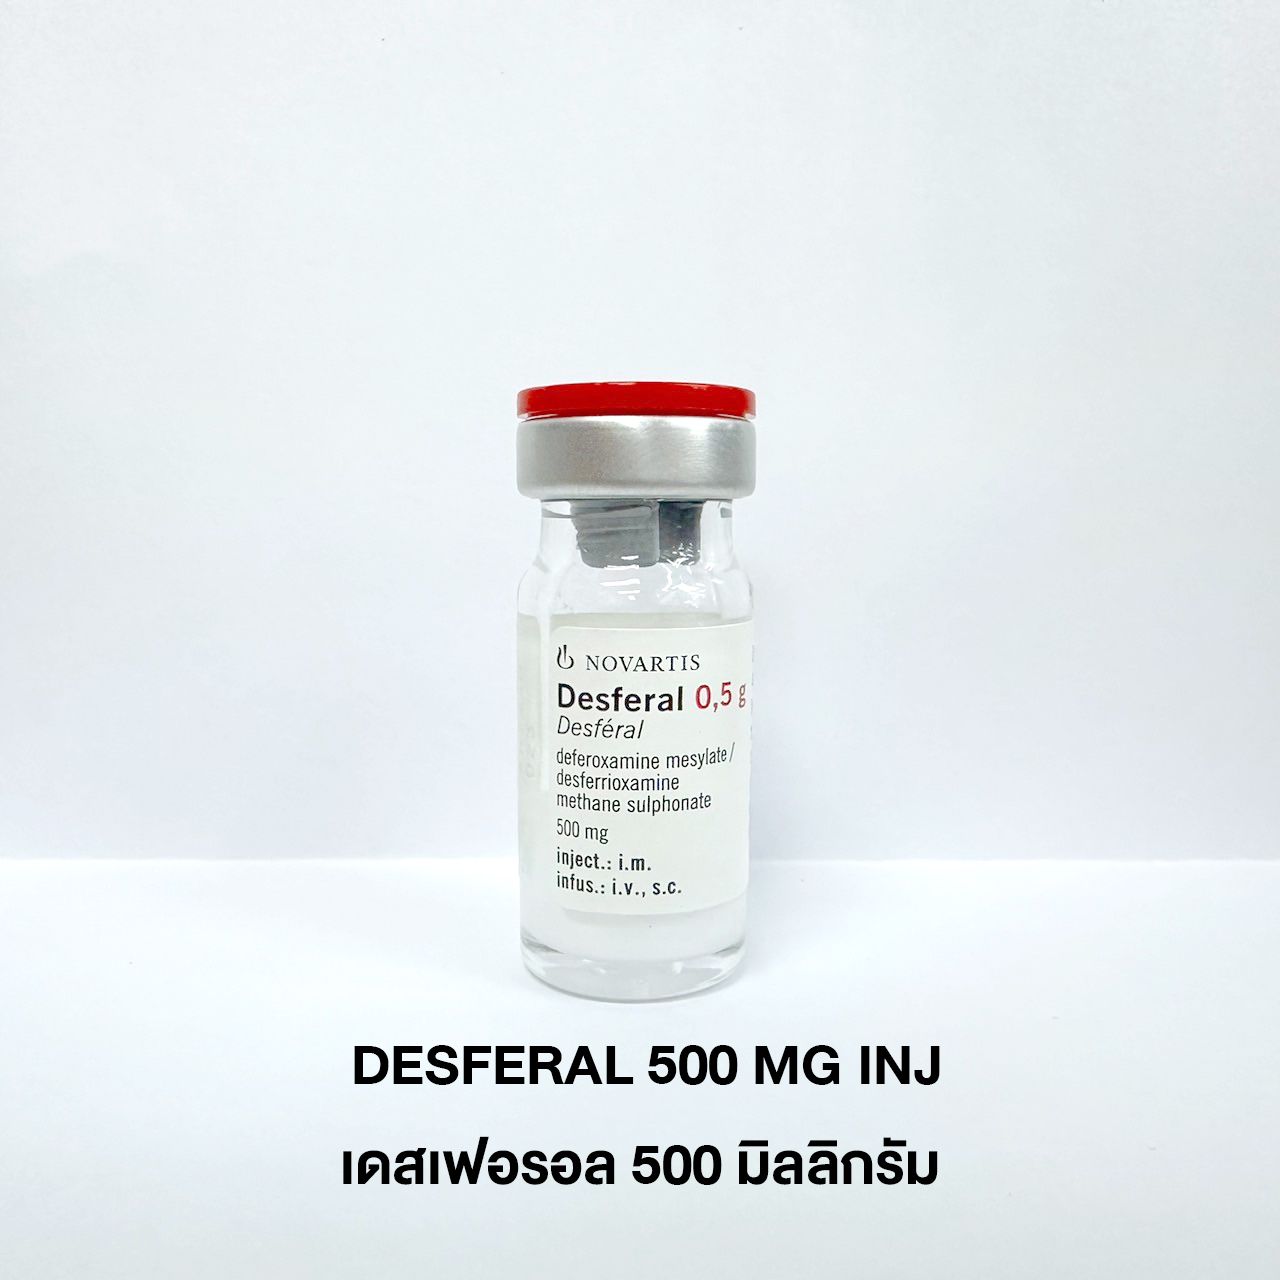 NOVARTIS
Desferal 0,5 g
Desféral
deferoxamine mesylate/
desferrioxamine
methane sulphonate
500 mg
inject.: i.m.
infus.: i.v., s.c.
DESFERAL 500 MG INJ
เดสเฟอรอล 500 มิลลิกรัม